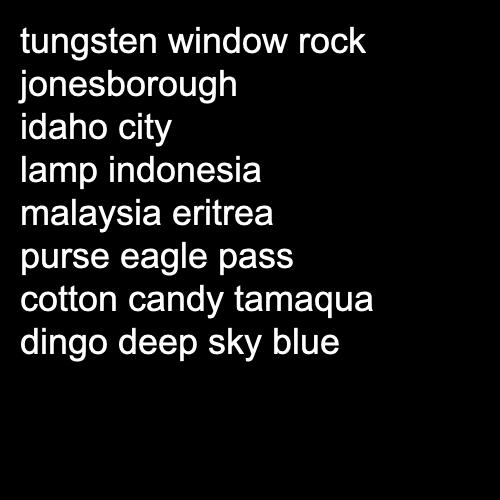 tungsten window rock
jonesborough
idaho city
lamp indonesia
malaysia eritrea
purse eagle pass
cotton candy tamaqua
dingo deep sky blue